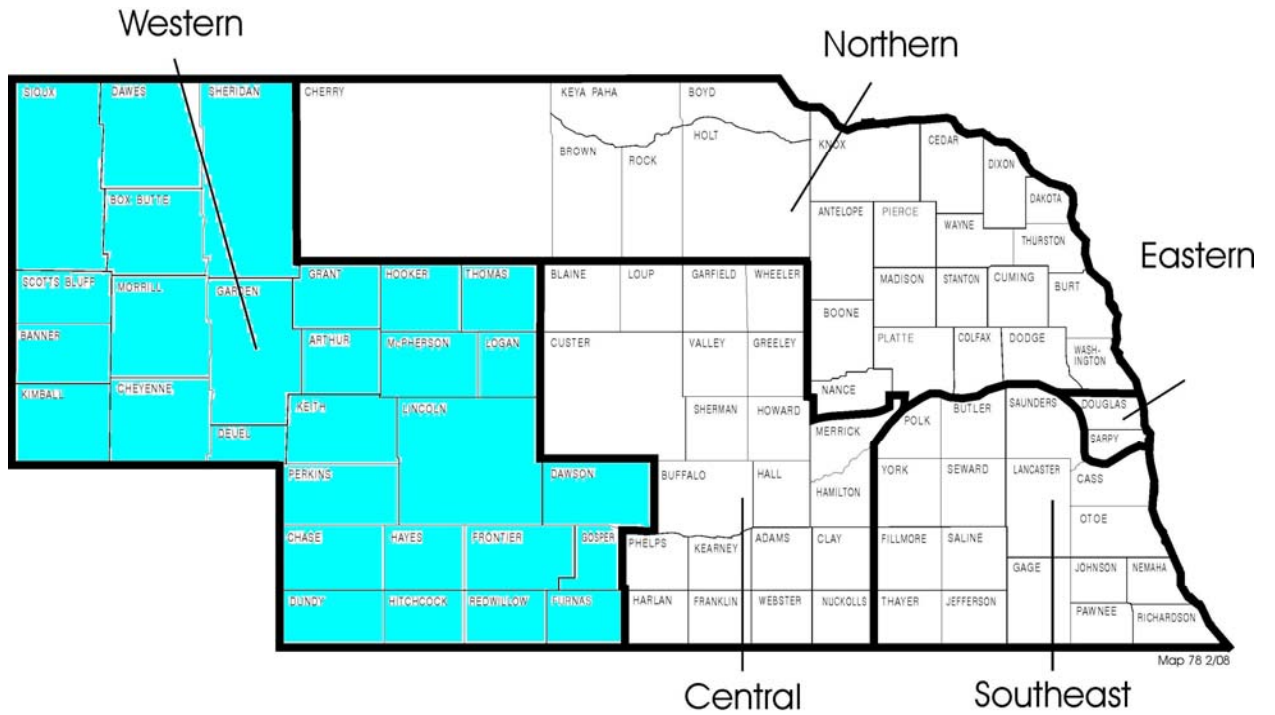 Western
Northern
SIOUX
DAWES
SHERIDAN
CHERRY
KEYA PAHA
BOYD
HOLT
KNOX
CEDAR
DIXON
BROWN
ROCK
DAKOTA
BOX BUTTE
ANTELOPE
PIERCE
WAYNE
THURSTON
Eastern
SCOTTS BLUFF
MORRILL
GARDEN
GRANT
HOOKER
THOMAS
BLAINE
LOUP
GARFIELD
WHEELER
MADISON
STANTON
CUMING
BURT
BOONE
BANNER
ARTHUR
McPHERSON
LOGAN
CUSTER
VALLEY
GREELEY
PLATTE
COLFAX
DODGE
WASH-
INGTON
KIMBALL
CHEYENNE
KEITH
LINCOLN
NANCE
SHERMAN
HOWARD
MERRICK
POLK
BUTLER
SAUNDERS
DOUGLAS
SARPY
DEUEL
PERKINS
DAWSON
BUFFALO
HALL
HAMILTON
YORK
SEWARD
LANCASTER
CASS
OTOE
CHASE
HAYES
FRONTIER
GOSPER
PHELPS
KEARNEY
ADAMS
CLAY
FILLMORE
SALINE
GAGE
JOHNSON
NEMAHA
DUNDY
HITCHCOCK
REDWILLOW
FURNAS
HARLAN
FRANKLIN
WEBSTER
NUCKOLLS
THAYER
JEFFERSON
PAWNEE
RICHARDSON
Map 78 2/08
Central
Southeast